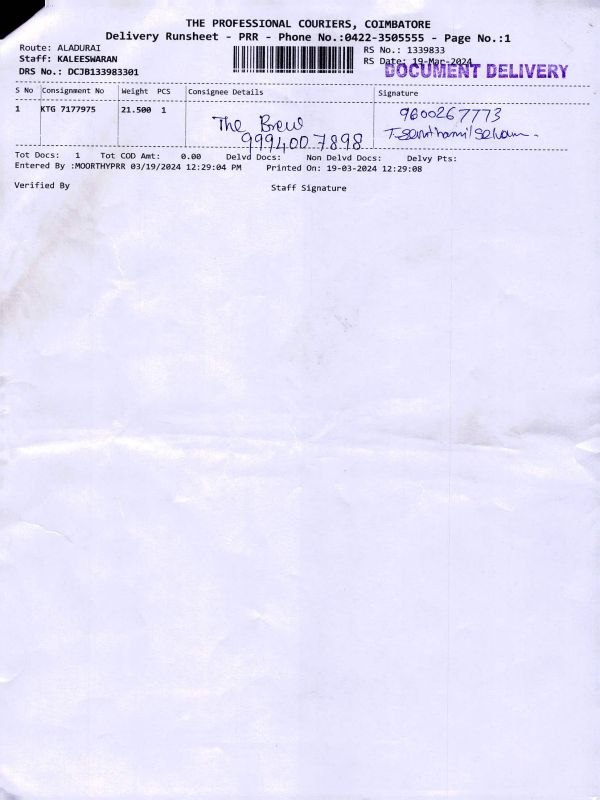 THE PROFESSIONAL COURIERS, COIMBATORE
Delivery Runsheet - PRR - Phone No.:0422-3505555 - Page No.:1
Route: ALADURAI
RS No.: 1339833
Staff: KALEESWARAN
RS Date: 19-Mar-2024
DRS No.: DCJB133983301
DOCUMENT DELIVERY
S No Consignment No Weight PCS Consignee Details Signature
1 KTG 7177975 21.500 1
The Brew
999400 7898
9600267773
Tot Docs: 1 Tot COD Amt: 0.00 Delvd Docs: Non Delvd Docs: Delvy Pts:
Entered By :MOORTHYPRR 03/19/2024 12:29:04 PM Printed On: 19-03-2024 12:29:08
Verified By Staff Signature